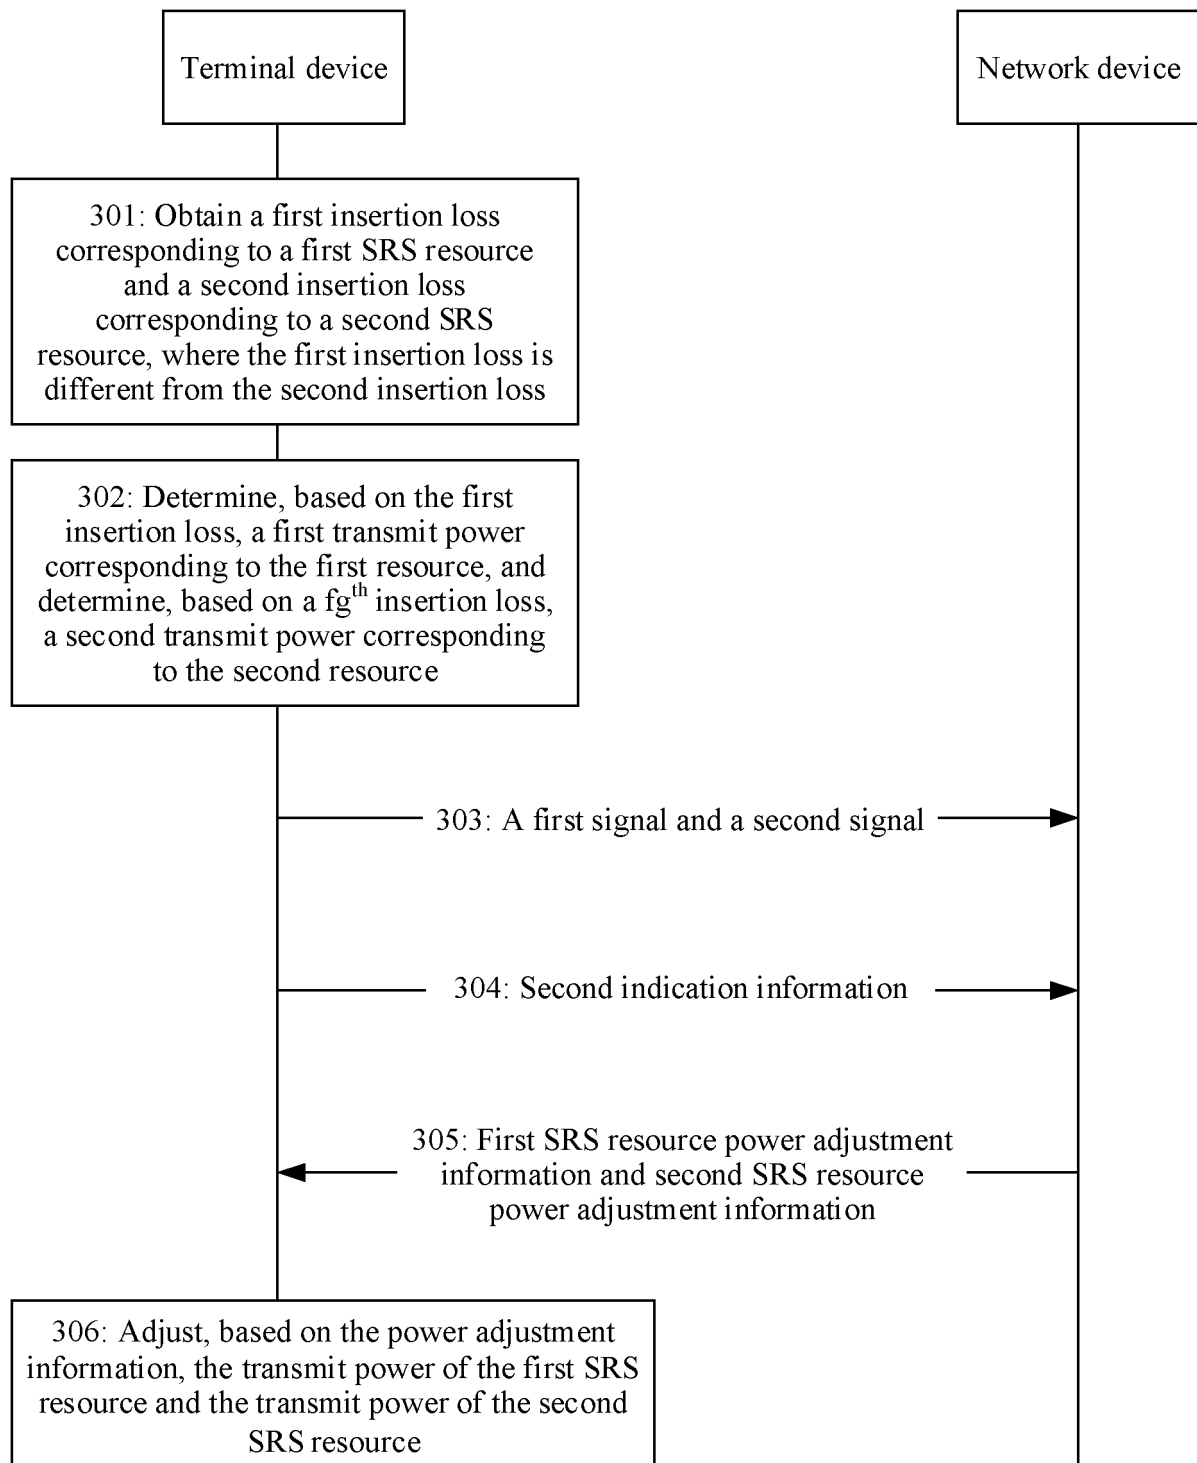 Terminal device
Network device
301: Obtain a first insertion loss
corresponding to a first SRS resource
and a second insertion loss
corresponding to a second SRS
resource, where the first insertion loss is
different from the second insertion loss
302: Determine, based on the first
insertion loss, a first transmit power
corresponding to the first resource, and
determine, based on a fgth insertion loss,
a second transmit power corresponding
to the second resource
303: A first signal and a second signal
304: Second indication information
305: First SRS resource power adjustment
information and second SRS resource
power adjustment information
306: Adjust, based on the power adjustment
information, the transmit power of the first SRS
resource and the transmit power of the second
SRS resource